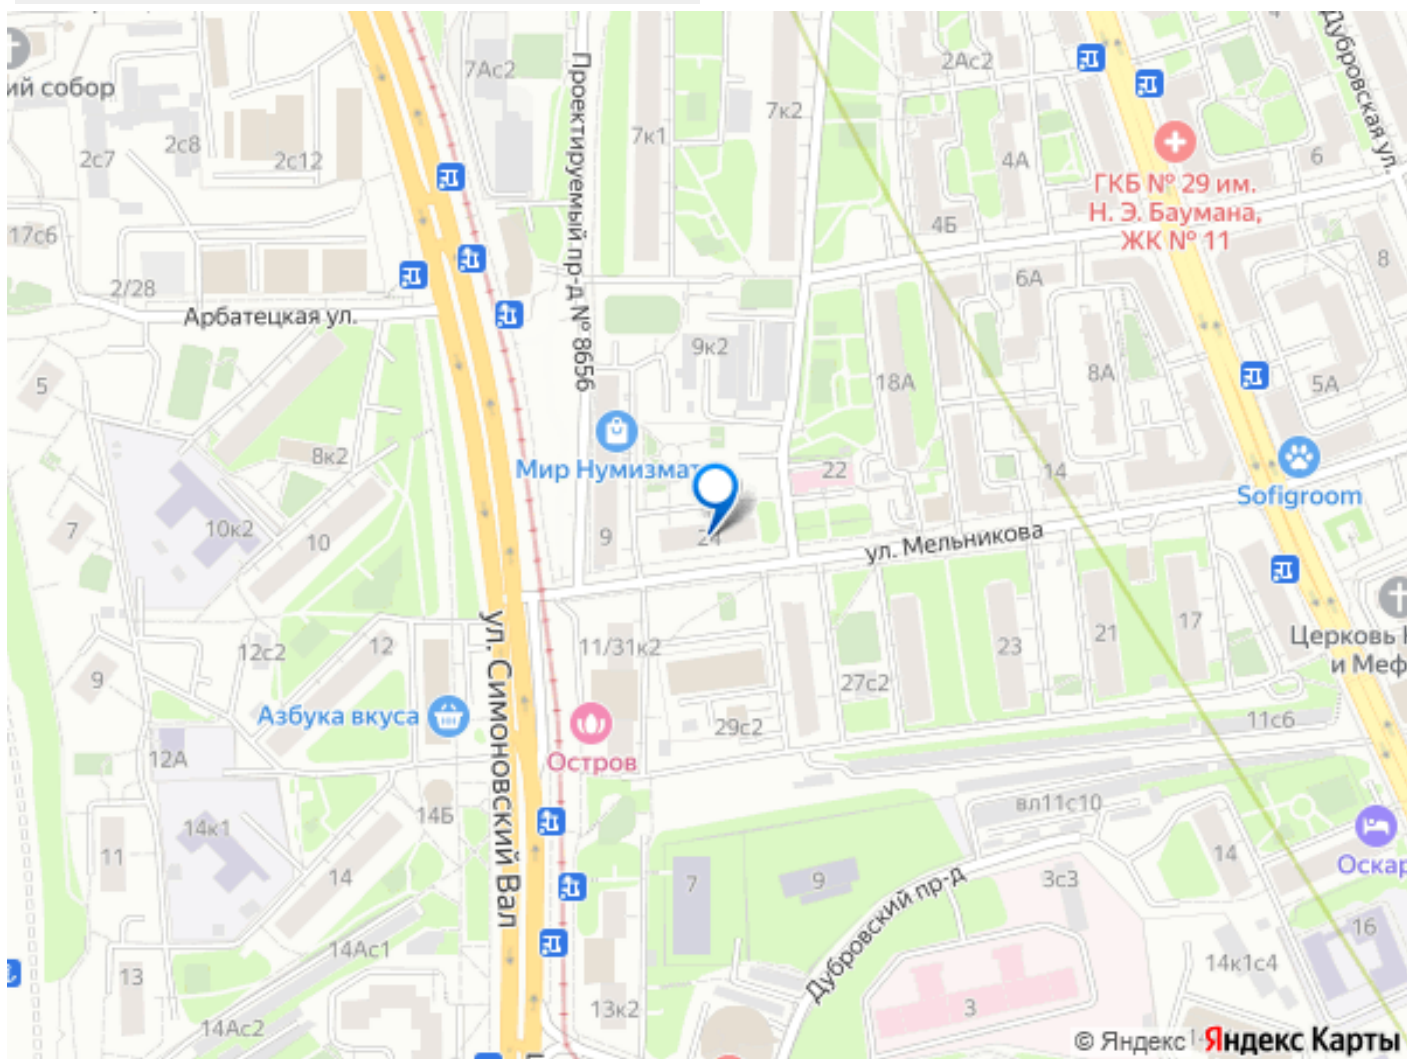 ий собор
7Ас2
2Ас2
Дубровская ул.
Проектируемый пр-д № 8656
7к1
7к2
2с7
2с8
2с12
4А
6
ГКБ № 29 им.
Н. Э. Баумана,
ЖК № 11
17с6
4Б
8
2/28
6А
Арбатецкая ул.
9к2
5
18А
8А
5А
8к2
Мир Нумизмат
22
14
Sofigroom
7
10к2
10
9
24
ул. Мельникова
ул. Симоновский Вал
12с2
12
11/31к2
23
21
17
Церковь
и Меф
9
27с2
Азбука вкуса
29с2
11с6
12А
Остров
14Б
вл11с10
14к1
11
14
7
9
Дубровский пр-д
3с3
14
Оскар
16
14Ас1
13
14к1с4
13к2
3
14Ас2
© Яндекс
Яндекс Карты